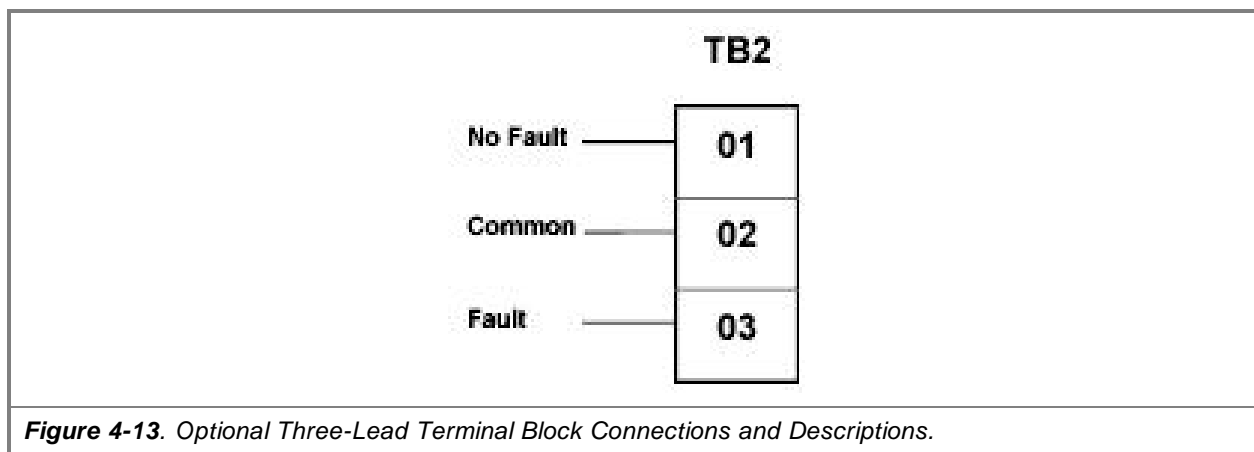 TB2
No Fault
01
Common
02
Fault
03
Figure 4-13. Optional Three-Lead Terminal Block Connections and Descriptions.